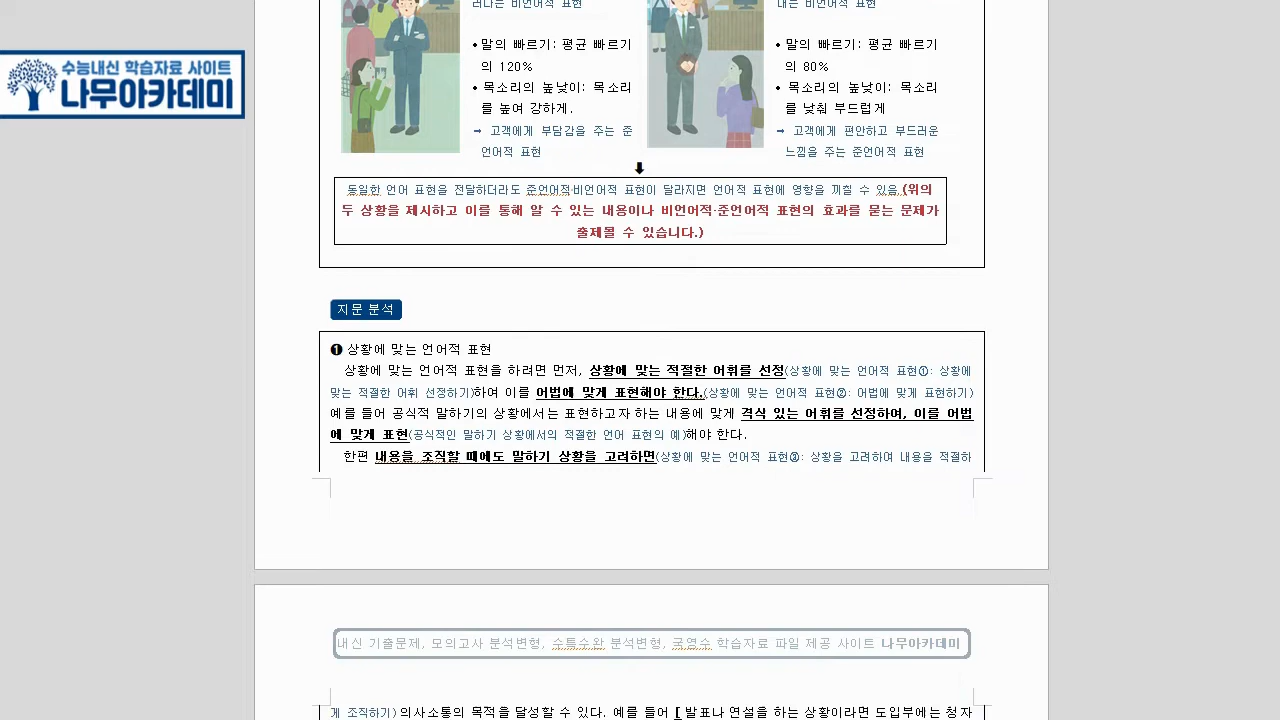 러나는 비언어적 표현
내는 비언어적 표현
수능내신 학습자료 사이트
나무아카데미
•말의 빠르기: 평균 빠르기
의 120%
• 목소리의 높낮이: 목소리
를 높여 강하게.
→ 고객에게 부담감을 주는 준
언어적 표현
• 말의 빠르기: 평균 빠르기
의 80%
• 목소리의 높낮이: 목소리
를 낮춰 부드럽게
→ 고객에게 편안하고 부드러운
느낌을 주는 준언어적 표현
동일한 언어 표현을 전달하더라도 준언어적·비언어적 표현이 달라지면 언어적 표현에 영향을 끼칠 수 있음.(위의
두 상황을 제시하고 이를 통해 알 수 있는 내용이나 비언어적·준언어적 표현의 효과를 묻는 문제가
출제될 수 있습니다.)
지문 분석
❶ 상황에 맞는 언어적 표현
상황에 맞는 언어적 표현을 하려면 먼저, 상황에 맞는 적절한 어휘를 선정(상황에 맞는 언어적 표현①: 상황에
맞는 적절한 어휘 선정하기)하여 이를 어법에 맞게 표현해야 한다.(상황에 맞는 언어적 표현②: 어법에 맞게 표현하기)
예를 들어 공식적 말하기의 상황에서는 표현하고자 하는 내용에 맞게 격식 있는 어휘를 선정하여, 이를 어법
에 맞게 표현(공식적인 말하기 상황에서의 적절한 언어 표현의 예)해야 한다.
한편 내용을 조직할 때에도 말하기 상황을 고려하면(상황에 맞는 언어적 표현③: 상황을 고려하여 내용을 적절하
내신 기출문제, 모의고사 분석변형, 수특수완 분석변형, 국영수 학습자료 파일 제공 사이트 나무아카데미
게 조직하기)의사소통의 목적을 달성할 수 있다. 예를 들어 [ 발표나 연설을 하는 상황이라면 도입부에는 청자